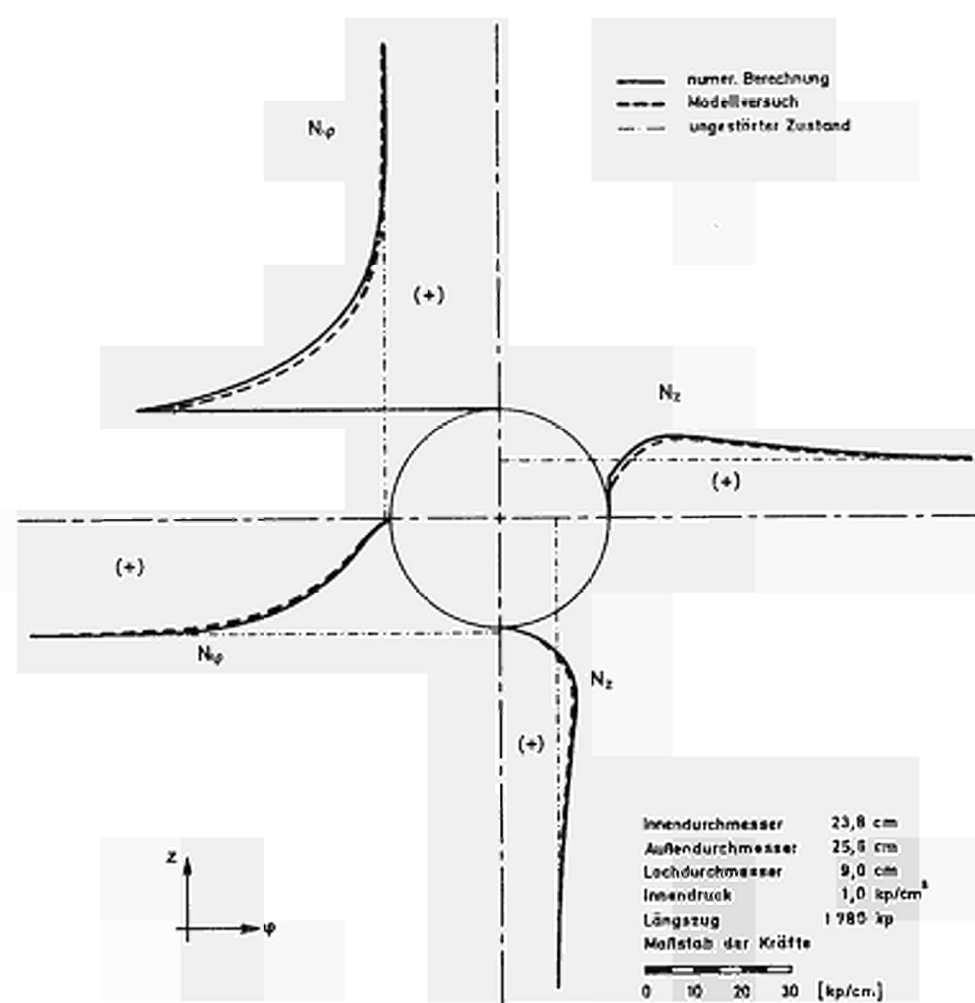 numer. Berechnung
Modellversuch
ungestörter Zustand
Nφ
(+)
Nz
(+)
(+)
Nφ
Nz
(+)
Innendurchmesser 23,8 cm
Außendurchmesser 25,6 cm
Lochdurchmesser 9,0 cm
Innendruck 1,0 kp/cm²
Längszug 1 780 kp
Maßstab der Kräfte
0 10 20 30 [kp/cm]
z
φ